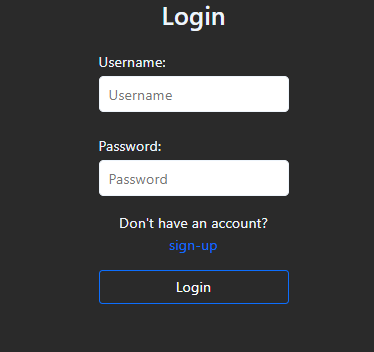 Login
Username:
Username
Password:
Password
Don't have an account?
sign-up
Login